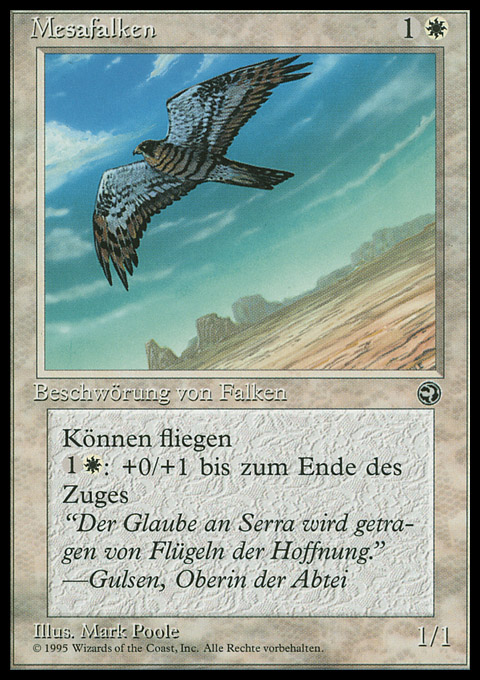 Mesafalken 1
Beschwörung von Falken
Können fliegen
1 : +0/+1 bis zum Ende des
Zuges
“Der Glaube an Serra wird getra-
gen von Flügeln der Hoffnung.”
—Gulsen, Oberin der Abtei
Illus. Mark Poole
1/1
© 1995 Wizards of the Coast, Inc. Alle Rechte vorbehalten.